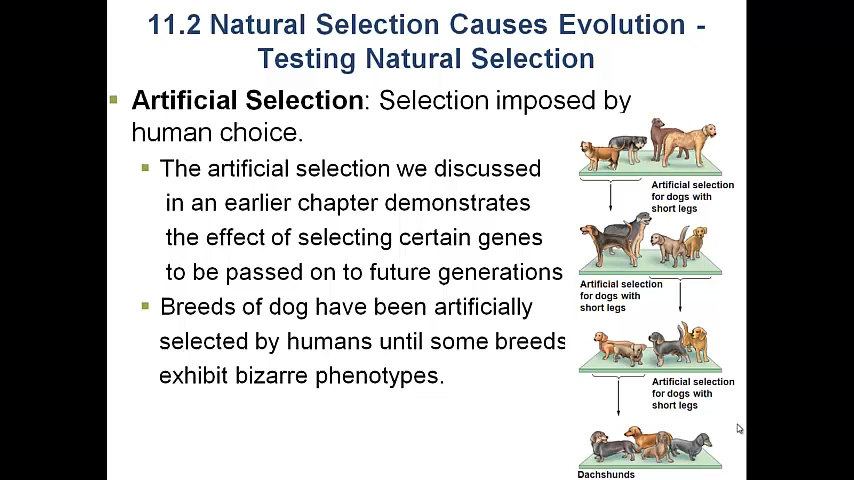 11.2 Natural Selection Causes Evolution -
Testing Natural Selection
Artificial Selection: Selection imposed by
human choice.
The artificial selection we discussed
in an earlier chapter demonstrates
the effect of selecting certain genes
to be passed on to future generations
Breeds of dog have been artificially
selected by humans until some breeds
exhibit bizarre phenotypes.
Artificial selection
for dogs with
short legs
Artificial selection
for dogs with
short legs
Artificial selection
for dogs with
short legs
Dachshunds